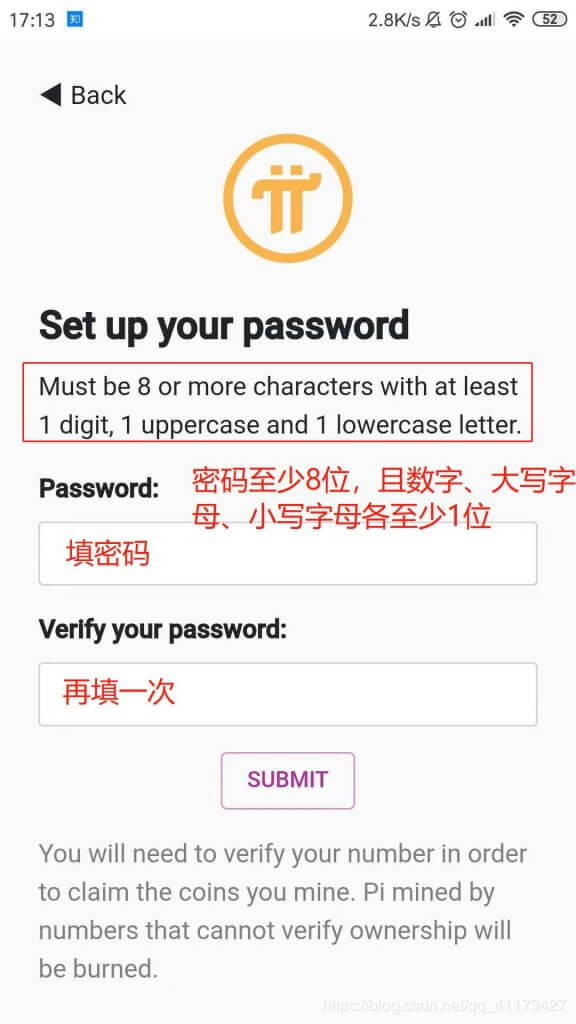 17:13 知 2.8K/s 52
◀ Back
Set up your password
Must be 8 or more characters with at least
1 digit, 1 uppercase and 1 lowercase letter.
Password:
密码至少8位，且数字、大写字
母、小写字母各至少1位
填密码
Verify your password:
再填一次
SUBMIT
You will need to verify your number in order
to claim the coins you mine. Pi mined by
numbers that cannot verify ownership will
be burned.
https://blog.csdn.net/qq_41173427